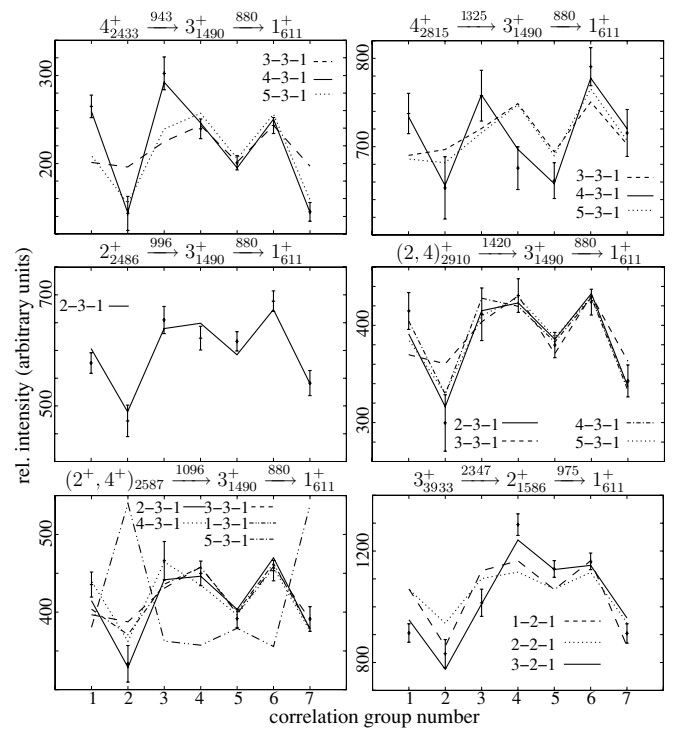 4⁺₂₄₃₃ —943→ 3⁺₁₄₉₀ —880→ 1⁺₆₁₁
300
200
3−3−1
4−3−1
5−3−1
4⁺₂₈₁₅ —1325→ 3⁺₁₄₉₀ —880→ 1⁺₆₁₁
800
700
3−3−1
4−3−1
5−3−1
2⁺₂₄₈₆ —996→ 3⁺₁₄₉₀ —880→ 1⁺₆₁₁
700
500
2−3−1
(2,4)⁺₂₉₁₀ —1420→ 3⁺₁₄₉₀ —880→ 1⁺₆₁₁
400
300
2−3−1 4−3−1
3−3−1 5−3−1
(2⁺,4⁺)₂₅₈₇ —1096→ 3⁺₁₄₉₀ —880→ 1⁺₆₁₁
500
400
2−3−1 3−3−1
4−3−1 1−3−1
5−3−1
1 2 3 4 5 6 7
3⁺₃₉₃₃ —2347→ 2⁺₁₅₈₆ —975→ 1⁺₆₁₁
1200
800
1−2−1
2−2−1
3−2−1
1 2 3 4 5 6 7
rel. intensity (arbitrary units)
correlation group number